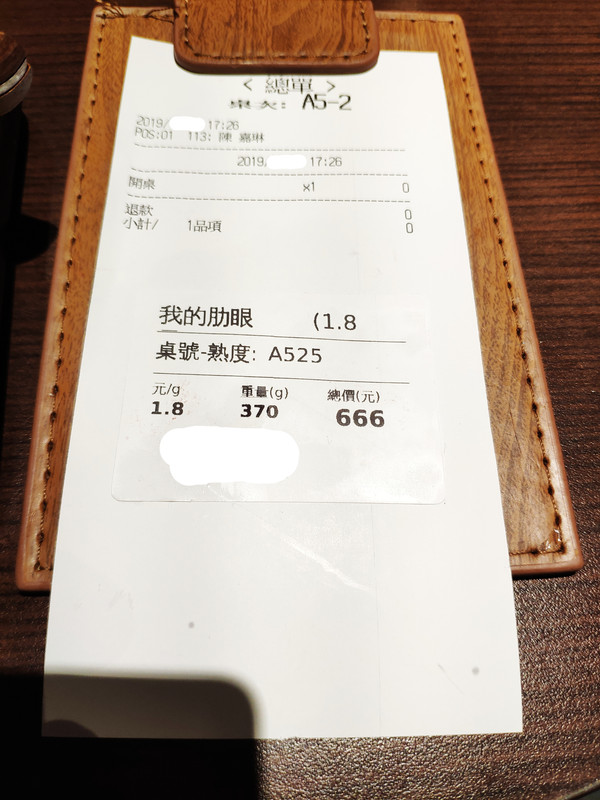 < 總單 >
桌次: A5-2
2019/ 17:26
POS:01 113: 陳 嘉琳
2019/ 17:26
開桌 x1 0
退款 0
小計/ 1品項 0
我的肋眼 (1.8
桌號-熟度: A525
元/g 重量(g) 總價(元)
1.8 370 666